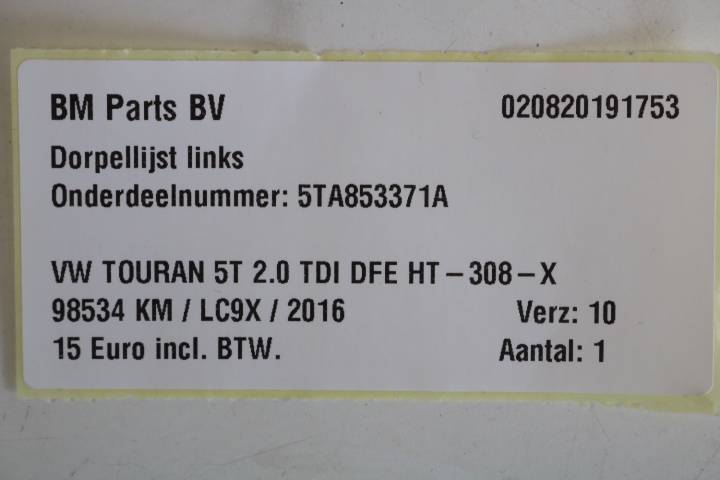 BM Parts BV 020820191753
Dorpellijst links
Onderdeelnummer: 5TA853371A
VW TOURAN 5T 2.0 TDI DFE HT-308-X
98534 KM / LC9X / 2016 Verz: 10
15 Euro incl. BTW. Aantal: 1